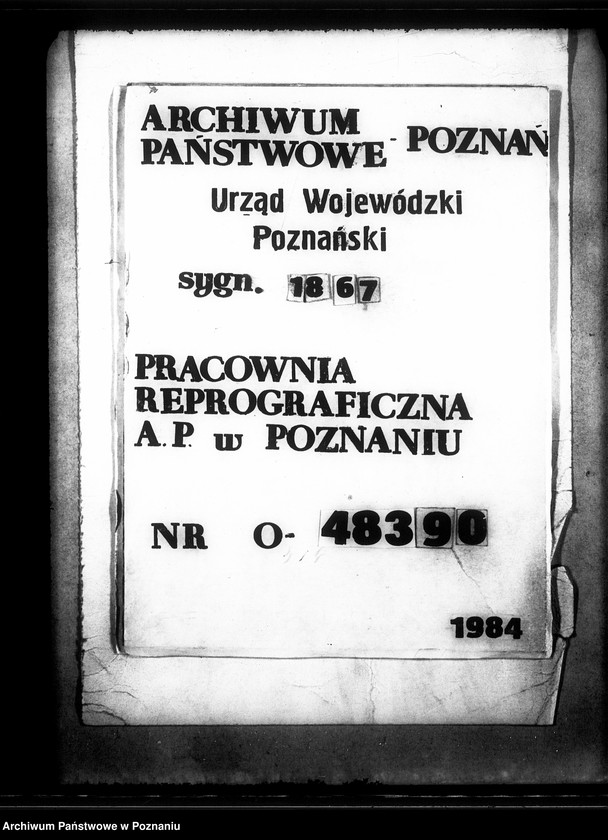 ARCHIWUM
PAŃSTWOWE - POZNAŃ
Urząd Wojewódzki
Poznański
sygn. 1867
PRACOWNIA
REPROGRAFICZNA
A.P. w POZNANIU
NR O-48390
1984
Archiwum Państwowe w Poznaniu